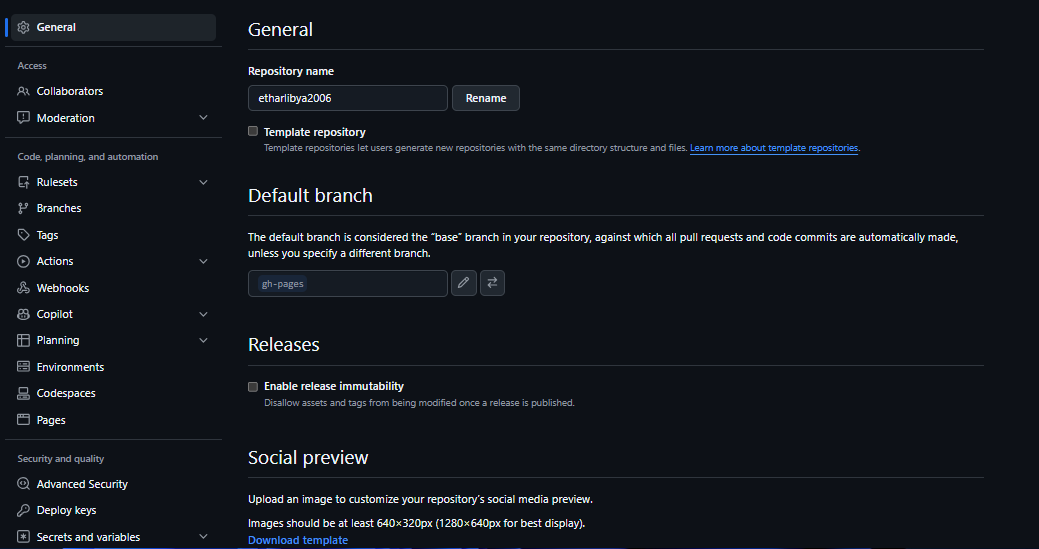 General
Access
Collaborators
Moderation
Code, planning, and automation
Rulesets
Branches
Tags
Actions
Webhooks
Copilot
Planning
Environments
Codespaces
Pages
Security and quality
Advanced Security
Deploy keys
Secrets and variables
General
Repository name
etharlibya2006
Rename
Template repository
Template repositories let users generate new repositories with the same directory structure and files. Learn more about template repositories.
Default branch
The default branch is considered the “base” branch in your repository, against which all pull requests and code commits are automatically made,
unless you specify a different branch.
gh-pages
Releases
Enable release immutability
Disallow assets and tags from being modified once a release is published.
Social preview
Upload an image to customize your repository’s social media preview.
Images should be at least 640×320px (1280×640px for best display).
Download template